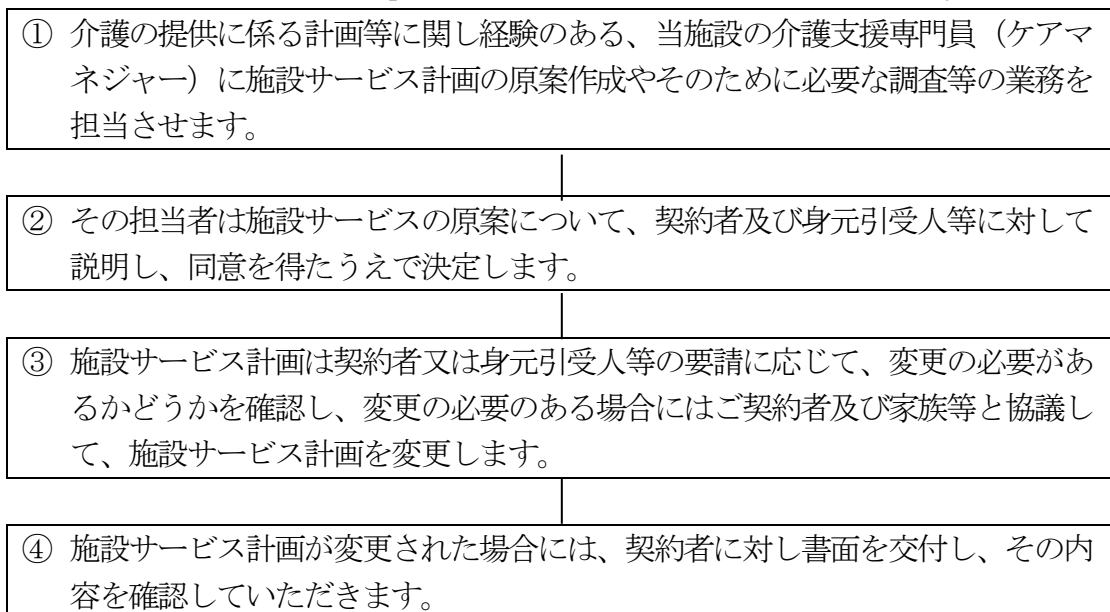 ① 介護の提供に係る計画等に関し経験のある、当施設の介護支援専門員（ケアマ
ネジャー）に施設サービス計画の原案作成やそのために必要な調査等の業務を
担当させます。
② その担当者は施設サービスの原案について、契約者及び身元引受人等に対して
説明し、同意を得たうえで決定します。
③ 施設サービス計画は契約者又は身元引受人等の要請に応じて、変更の必要があ
るかどうかを確認し、変更の必要のある場合にはご契約者及び家族等と協議し
て、施設サービス計画を変更します。
④ 施設サービス計画が変更された場合には、契約者に対し書面を交付し、その内
容を確認していただきます。